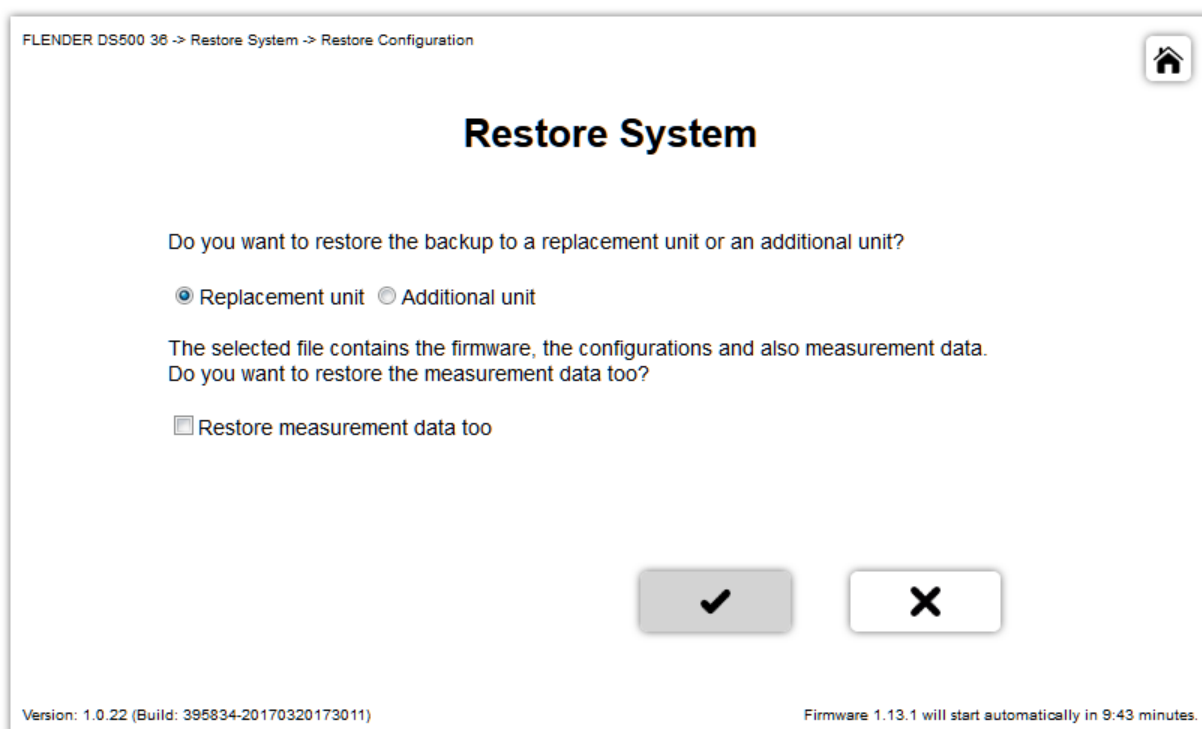 FLENDER DS500 36 -> Restore System -> Restore Configuration
Restore System
Do you want to restore the backup to a replacement unit or an additional unit?
Replacement unit Additional unit
The selected file contains the firmware, the configurations and also measurement data.
Do you want to restore the measurement data too?
Restore measurement data too
Version: 1.0.22 (Build: 395834-20170320173011) Firmware 1.13.1 will start automatically in 9:43 minutes.